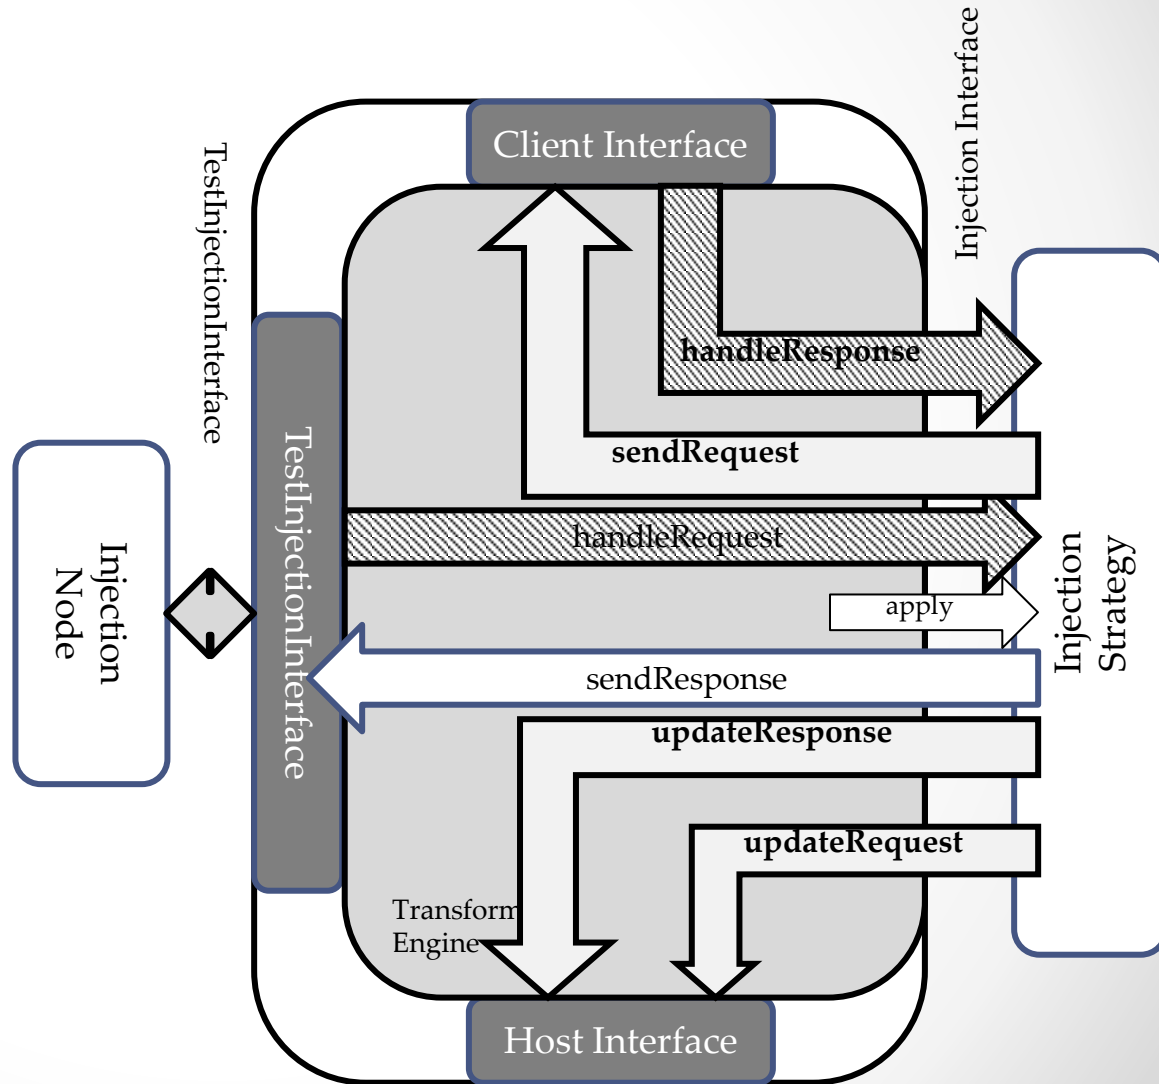 Injection Interface
Client Interface
TestInjectionInterface
handleResponse
sendRequest
TestInjectionInterface
handleRequest
Injection
Node
apply
Injection
Strategy
sendResponse
updateResponse
updateRequest
Transform
Engine
Host Interface